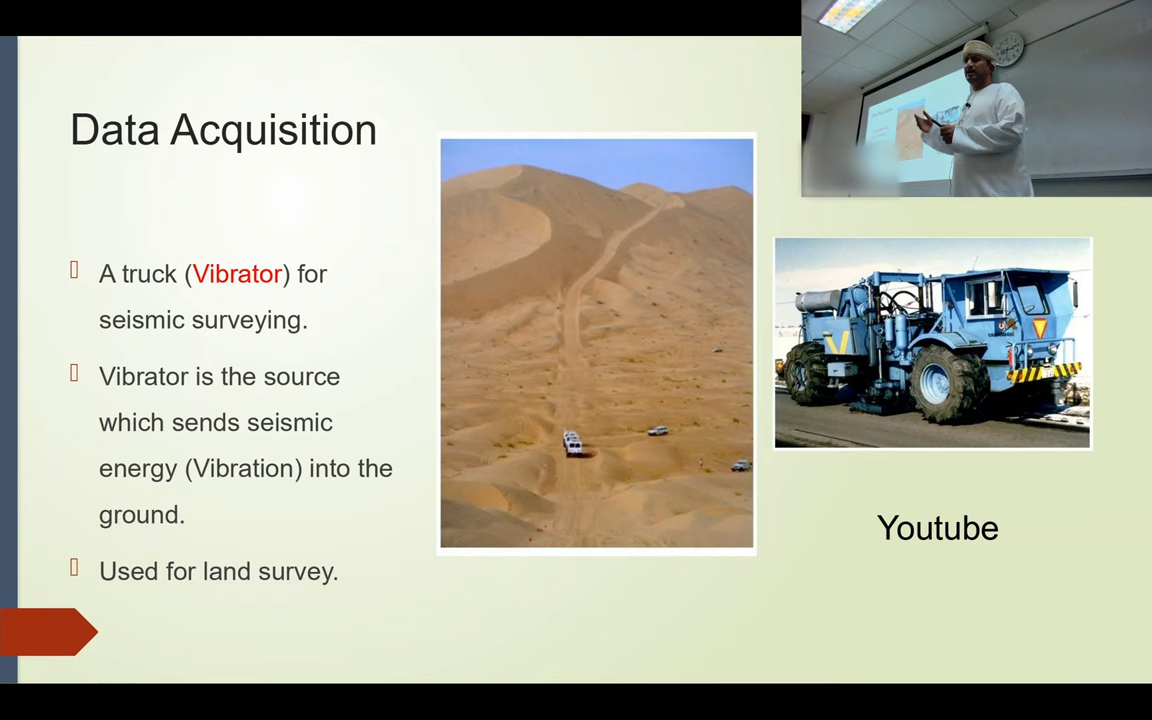 Data Acquisition
A truck (Vibrator) for
seismic surveying.
Vibrator is the source
which sends seismic
energy (Vibration) into the
ground.
Used for land survey.
Youtube